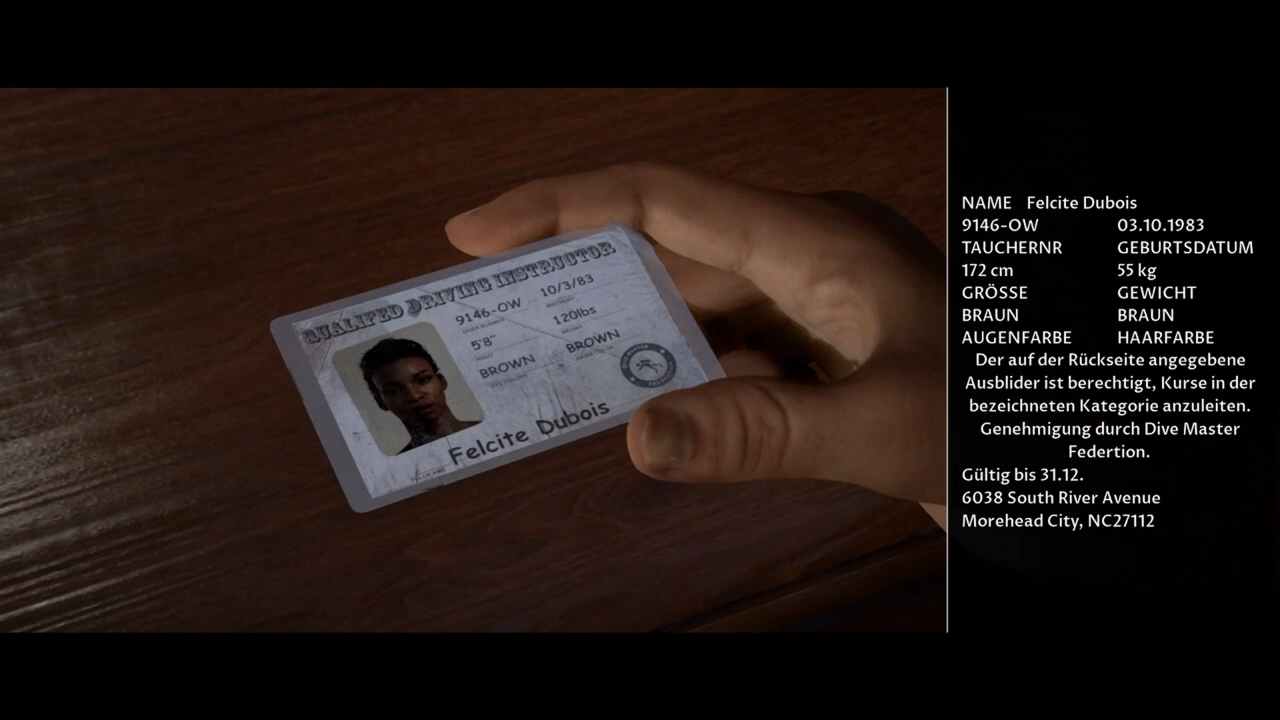 QUALIFED DRIVING INSTRUCTOR
9146-OW 10/3/83
5'8" 120lbs
BROWN BROWN
Felcite Dubois
NAME Felcite Dubois
9146-OW 03.10.1983
TAUCHERNR GEBURTSDATUM
172 cm 55 kg
GRÖSSE GEWICHT
BRAUN BRAUN
AUGENFARBE HAARFARBE
Der auf der Rückseite angegebene
Ausblider ist berechtigt, Kurse in der
bezeichneten Kategorie anzuleiten.
Genehmigung durch Dive Master
Federtion.
Gültig bis 31.12.
6038 South River Avenue
Morehead City, NC27112